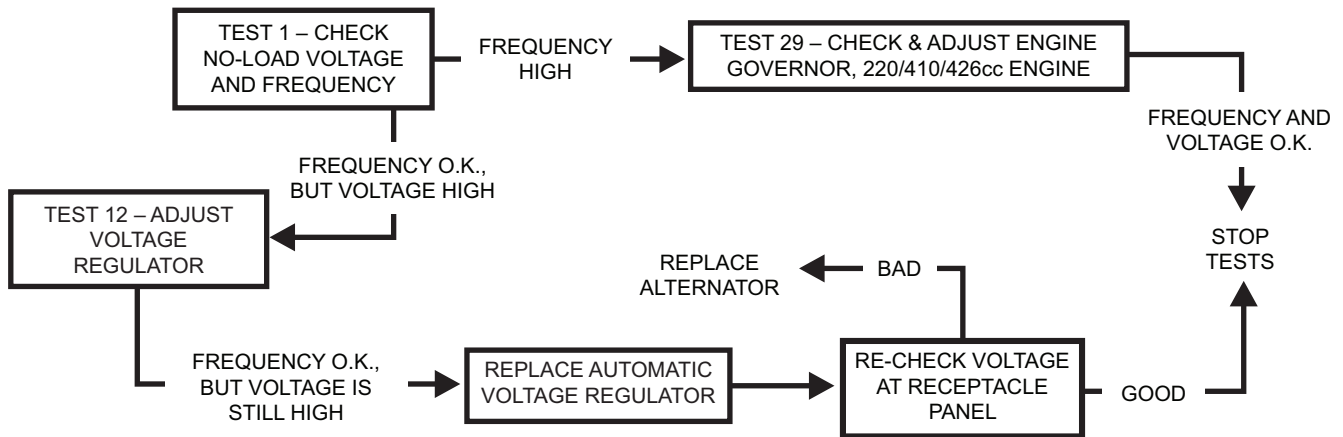 TEST 1 – CHECK
NO-LOAD VOLTAGE
AND FREQUENCY
FREQUENCY
HIGH
TEST 29 – CHECK & ADJUST ENGINE
GOVERNOR, 220/410/426cc ENGINE
FREQUENCY AND
VOLTAGE O.K.
FREQUENCY O.K.,
BUT VOLTAGE HIGH
TEST 12 – ADJUST
VOLTAGE
REGULATOR
STOP
TESTS
REPLACE
ALTERNATOR
BAD
FREQUENCY O.K.,
BUT VOLTAGE IS
STILL HIGH
REPLACE AUTOMATIC
VOLTAGE REGULATOR
RE-CHECK VOLTAGE
AT RECEPTACLE
PANEL
GOOD